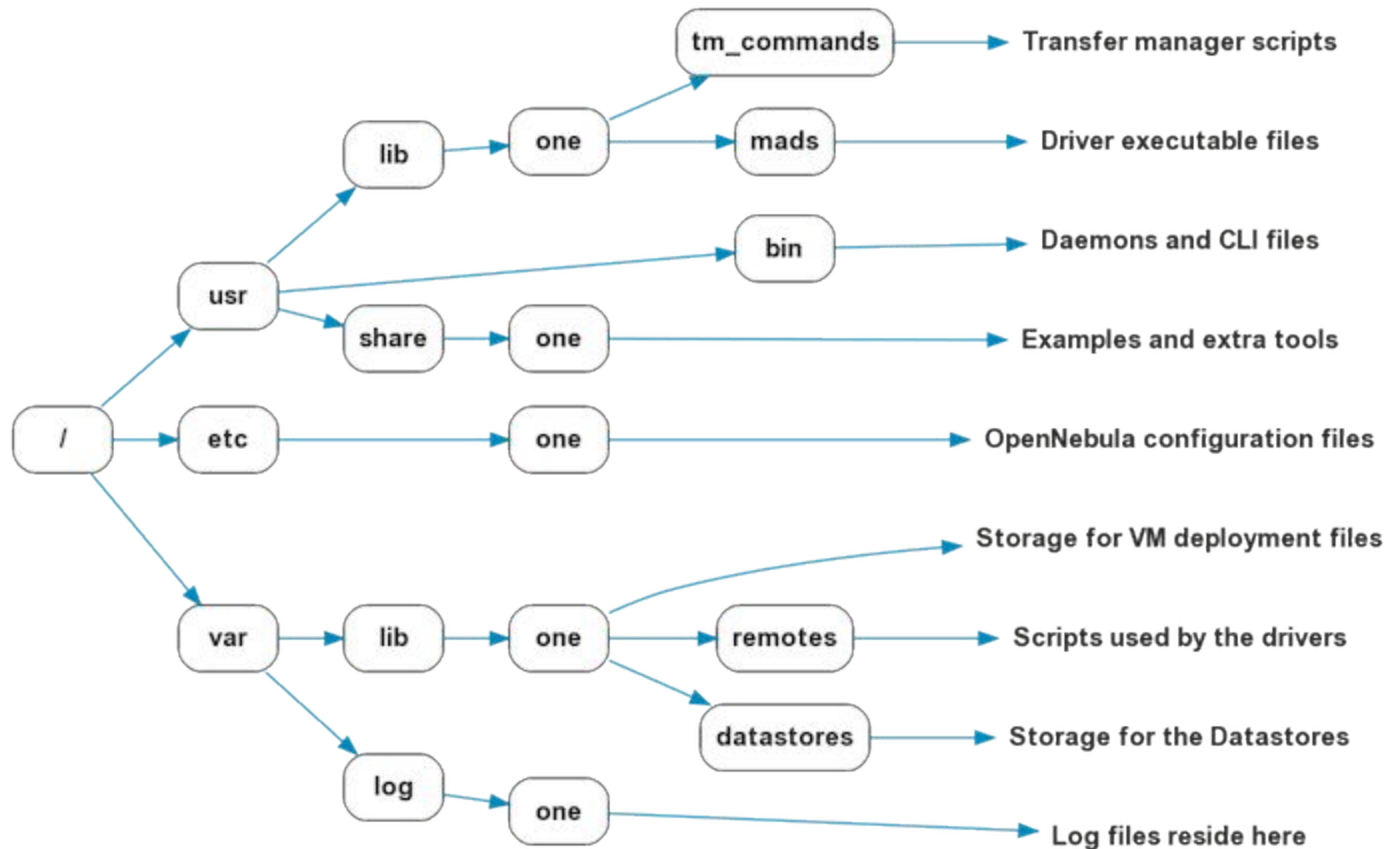 tm_commands
Transfer manager scripts
lib
one
mads
Driver executable files
bin
Daemons and CLI files
usr
share
one
Examples and extra tools
/
etc
one
OpenNebula configuration files
Storage for VM deployment files
var
lib
one
remotes
Scripts used by the drivers
datastores
Storage for the Datastores
log
one
Log files reside here